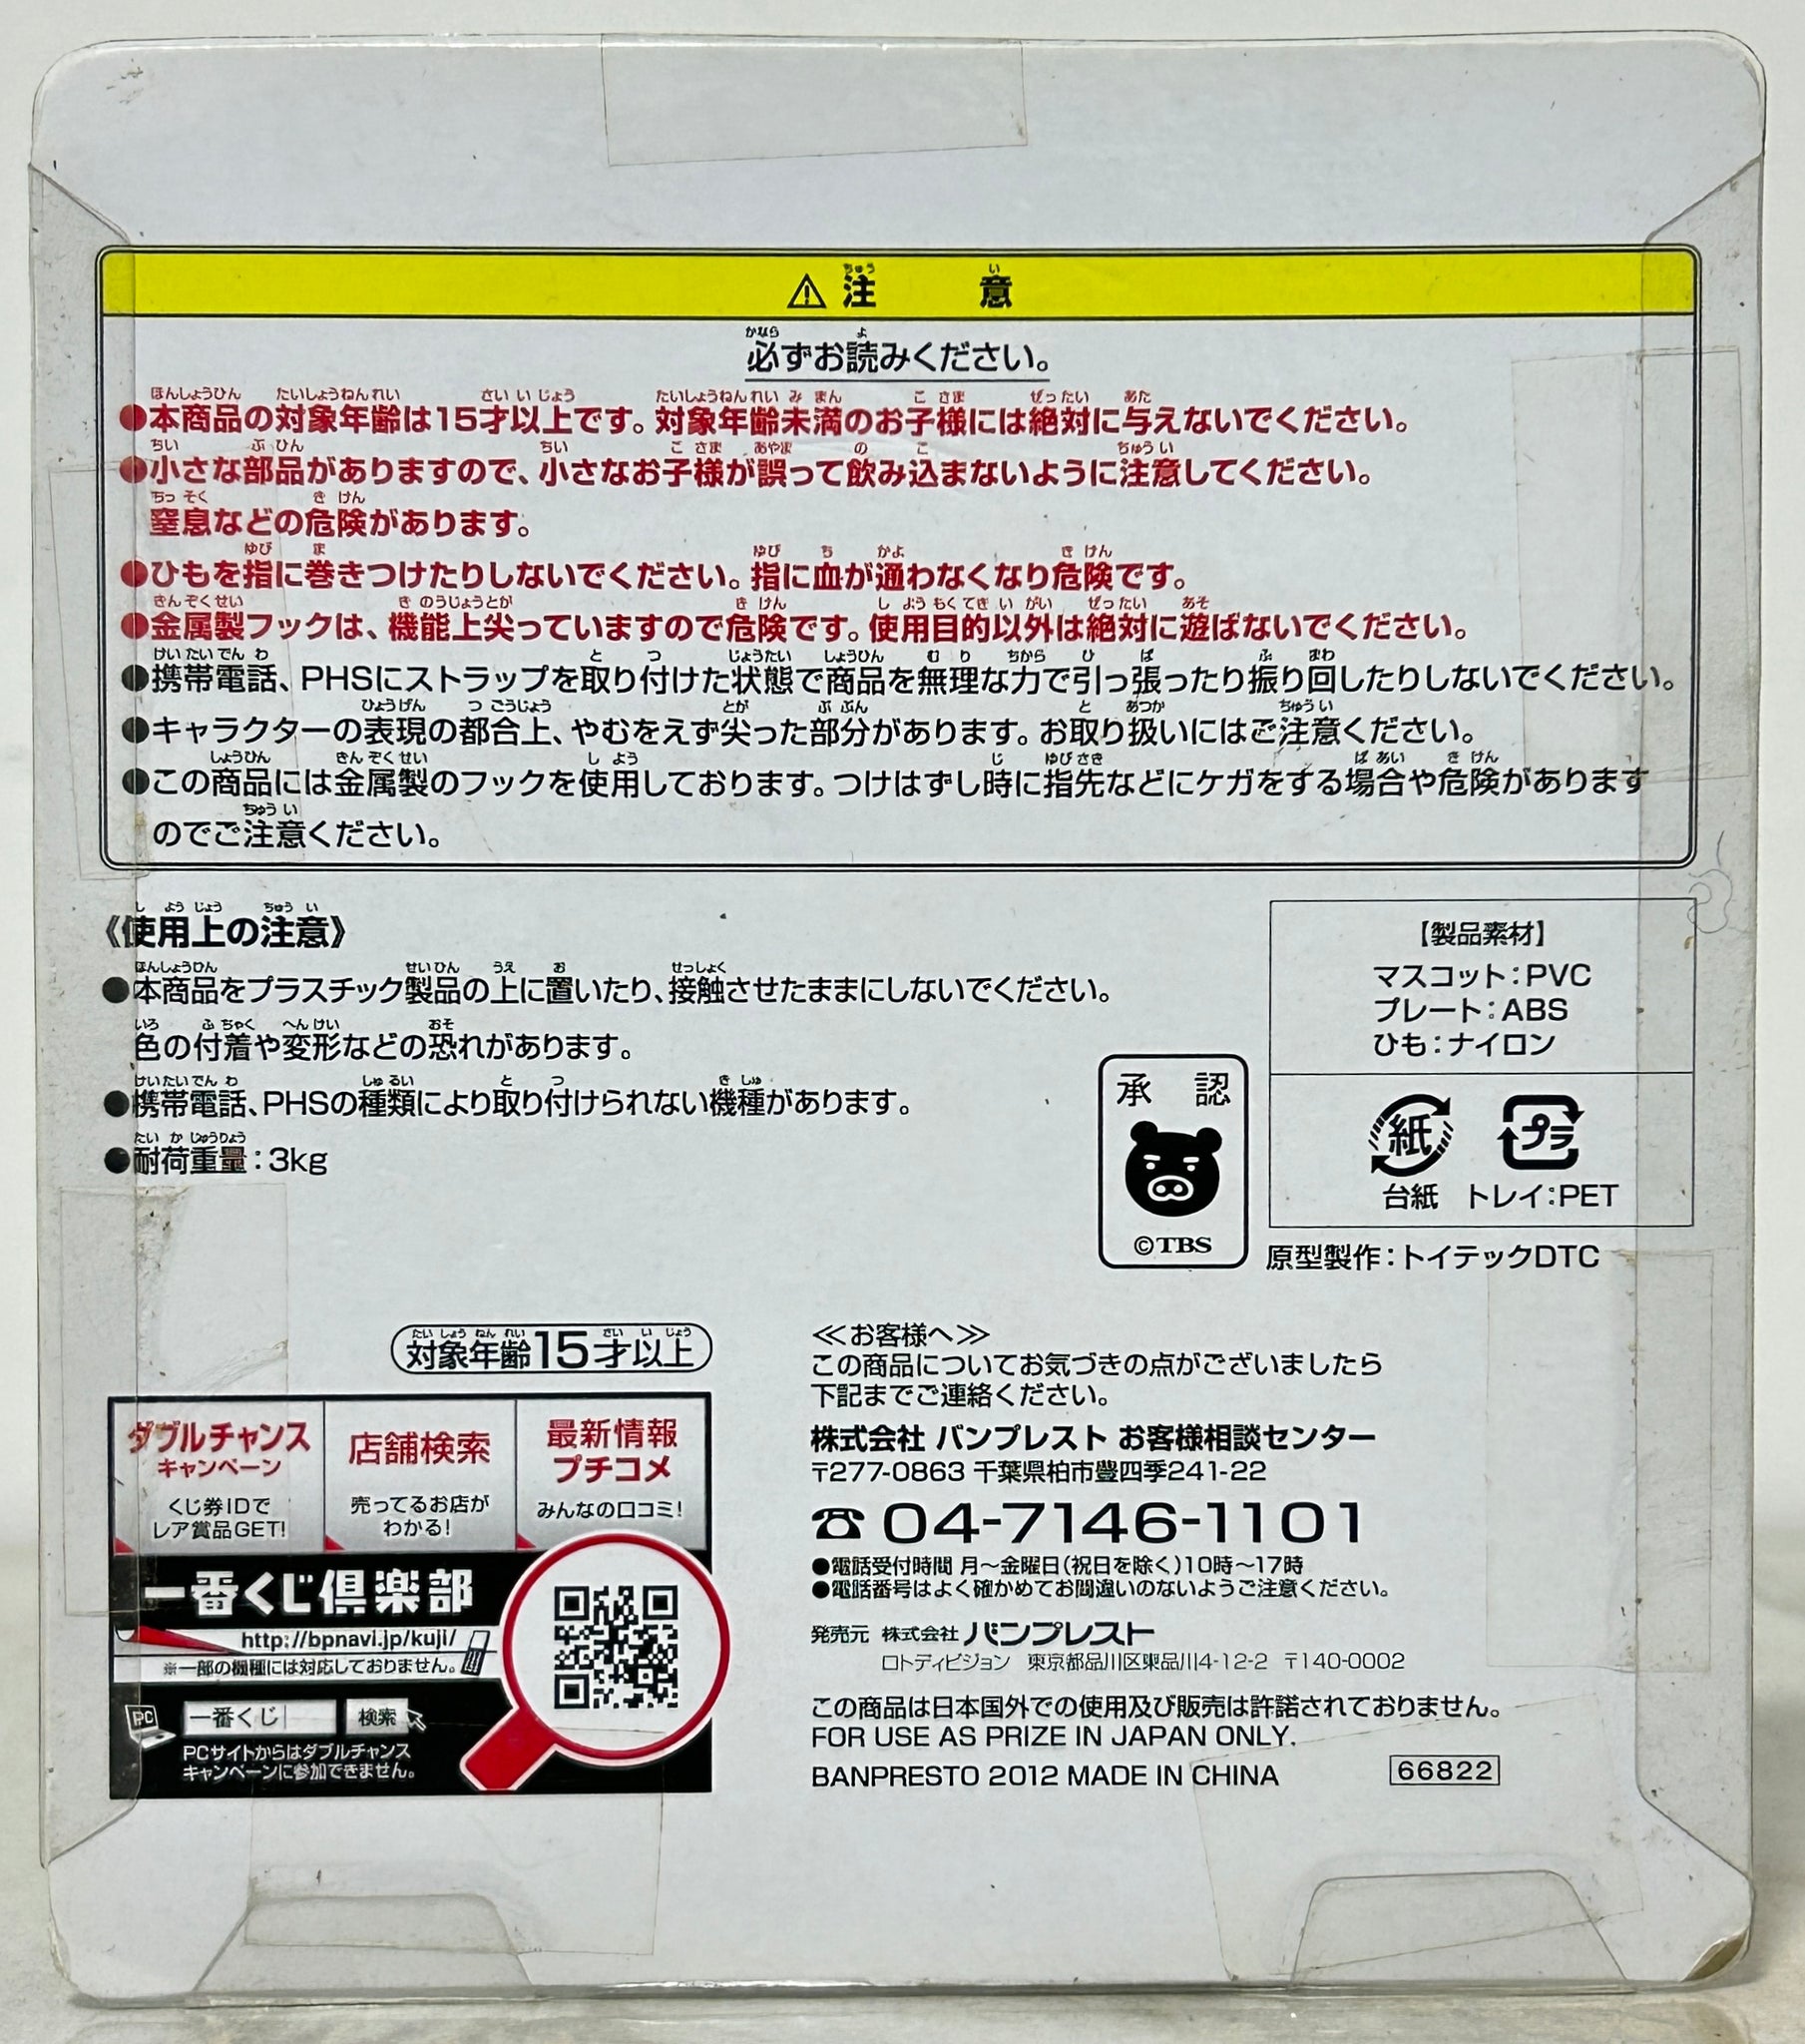 ⚠注 意
必ずお読みください。
●本商品の対象年齢は15才以上です。対象年齢未満のお子様には絶対に与えないでください。
●小さな部品がありますので、小さなお子様が誤って飲み込まないように注意してください。
窒息などの危険があります。
●ひもを指に巻きつけたりしないでください。指に血が通わなくなり危険です。
●金属製フックは、機能上尖っていますので危険です。使用目的以外は絶対に遊ばないでください。
●携帯電話、PHSにストラップを取り付けた状態で商品を無理な力で引っ張ったり振り回したりしないでください。
●キャラクターの表現の都合上、やむをえず尖った部分があります。お取り扱いにはご注意ください。
●この商品には金属製のフックを使用しております。つけはずし時に指先などにケガをする場合や危険があります
のでご注意ください。
《使用上の注意》
●本商品をプラスチック製品の上に置いたり、接触させたままにしないでください。
色の付着や変形などの恐れがあります。
●携帯電話、PHSの種類により取り付けられない機種があります。
●耐荷重量：3kg
【製品素材】
マスコット：PVC
プレート：ABS
ひも：ナイロン
承 認
©TBS
紙 プラ
台紙 トレイ：PET
原型製作：トイテックDTC
対象年齢15才以上
ダブルチャンス
キャンペーン
くじ券IDで
レア賞品GET!
店舗検索
売ってるお店が
わかる!
最新情報
プチコメ
みんなの口コミ!
一番くじ倶楽部
http://bpnavi.jp/kuji/
※一部の機種には対応しておりません。
PC 一番くじ 検索
PCサイトからはダブルチャンス
キャンペーンに参加できません。
≪お客様へ≫
この商品についてお気づきの点がございましたら
下記までご連絡ください。
株式会社 バンプレスト お客様相談センター
〒277-0863 千葉県柏市豊四季241-22
☎ 04-7146-1101
●電話受付時間 月～金曜日(祝日を除く)10時～17時
●電話番号はよく確かめてお間違いのないようご注意ください。
発売元 株式会社 バンプレスト
ロトディビジョン 東京都品川区東品川4-12-2 〒140-0002
この商品は日本国外での使用及び販売は許諾されておりません。
FOR USE AS PRIZE IN JAPAN ONLY.
BANPRESTO 2012 MADE IN CHINA 66822